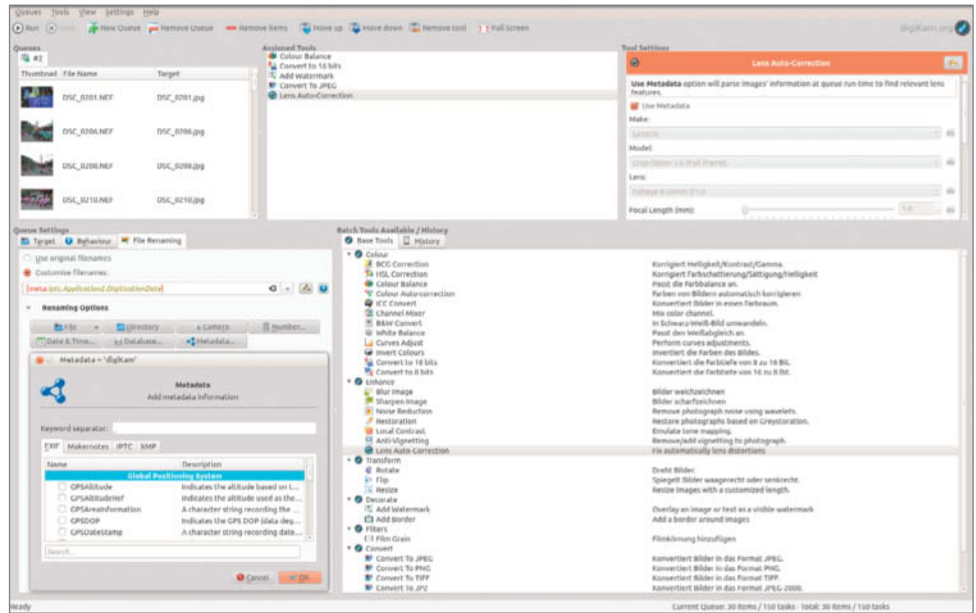 Queues Tools View Settings Help
Run New Queue Remove Queue Remove Items Move up Move down Remove tool Full Screen digiKam.org
Queues
#2
Thumbnail File Name Target
DSC_0201.NEF DSC_0201.jpg
DSC_0206.NEF DSC_0206.jpg
DSC_0208.NEF DSC_0208.jpg
DSC_0210.NEF DSC_0210.jpg
Assigned Tools
Colour Balance
Convert to 16 bits
Add Watermark
Convert To JPEG
Lens Auto-Correction
Tool Settings
Lens Auto-Correction
Use Metadata option will parse images' information at queue run-time to find relevant lens
features.
Use Metadata
Make:
Model:
Crop factor 1.0 (Full Frame)
Lens:
Focal Length (mm):
1,0
Queue Settings
Target Behaviour File Renaming
Use original filenames
Customise filenames:
Renaming Options
File Directory Camera Number...
Date & Time... Database... Metadata...
Metadata – 'digiKam'
Metadata
Add metadata information
Keyword separator:
EXIF Makernotes IPTC XMP
Name Description
Global Positioning System
GPSAltitude Indicates the altitude based on t...
GPSAltitudeRef Indicates the altitude used as the...
GPSAreaInformation A character string recording the ...
GPSDOP Indicates the GPS DOP (data deg...
GPSDateStamp A character string recording date...
Search...
Cancel OK
Batch Tools Available / History
Base Tools History
Colour
BCG Correction Korrigiert Helligkeit/Kontrast/Gamma.
HSL Correction Korrigiert Farbschattierung/Sättigung/Helligkeit
Colour Balance Passt die Farbbalance an.
Colour Auto-correction Farben von Bildern automatisch korrigieren
ICC Convert Konvertiert Bilder in einen Farbraum.
Channel Mixer Mix color channel.
B&W Convert In Schwarz-Weiß-Bild umwandeln.
White Balance Passt den Weißabgleich an.
Curves Adjust Perform curves adjustments.
Invert Colours Invertiert die Farben des Bildes.
Convert to 16 bits Konvertiert die Farbtiefe von 8 zu 16 Bit.
Convert to 8 bits Konvertiert die Farbtiefe von 16 zu 8 Bit.
Enhance
Blur Image Bilder weichzeichnen
Sharpen Image Bilder scharfzeichnen
Noise Reduction Remove photograph noise using wavelets.
Restoration Restore photographs based on Greystoration.
Local Contrast Emulate tone mapping.
Anti-Vignetting Remove/add vignetting to photograph.
Lens Auto-Correction Fix automatically lens distortions
Transform
Rotate Dreht Bilder.
Flip Spiegelt Bilder waagerecht oder senkrecht.
Resize Resize images with a customized length.
Decorate
Add Watermark Overlay an image or text as a visible watermark
Add Border Add a border around images
Filters
Film Grain Filmkörnung hinzufügen
Convert
Convert To JPEG Konvertiert Bilder in das Format JPEG.
Convert To PNG Konvertiert Bilder in das Format PNG.
Convert To TIFF Konvertiert Bilder in das Format TIFF.
Convert To JP2 Konvertiert Bilder in das Format JPEG-2000.
Ready
Current Queue: 30 items / 150 tasks - Total: 30 items / 150 tasks